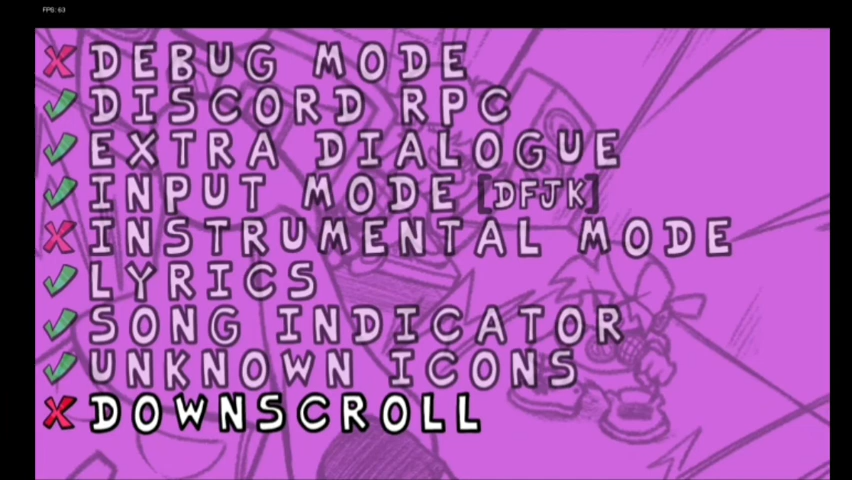 FPS: 63
DEBUG MODE
DISCORD RPC
EXTRA DIALOGUE
INPUT MODE [DFJK]
INSTRUMENTAL MODE
LYRICS
SONG INDICATOR
UNKNOWN ICONS
DOWNSCROLL